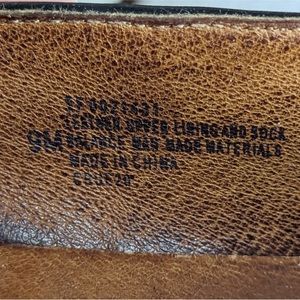 LEATHER UPPER LINING AND SOCK
9M BALANCE MAN MADE MATERIALS
MADE IN CHINA